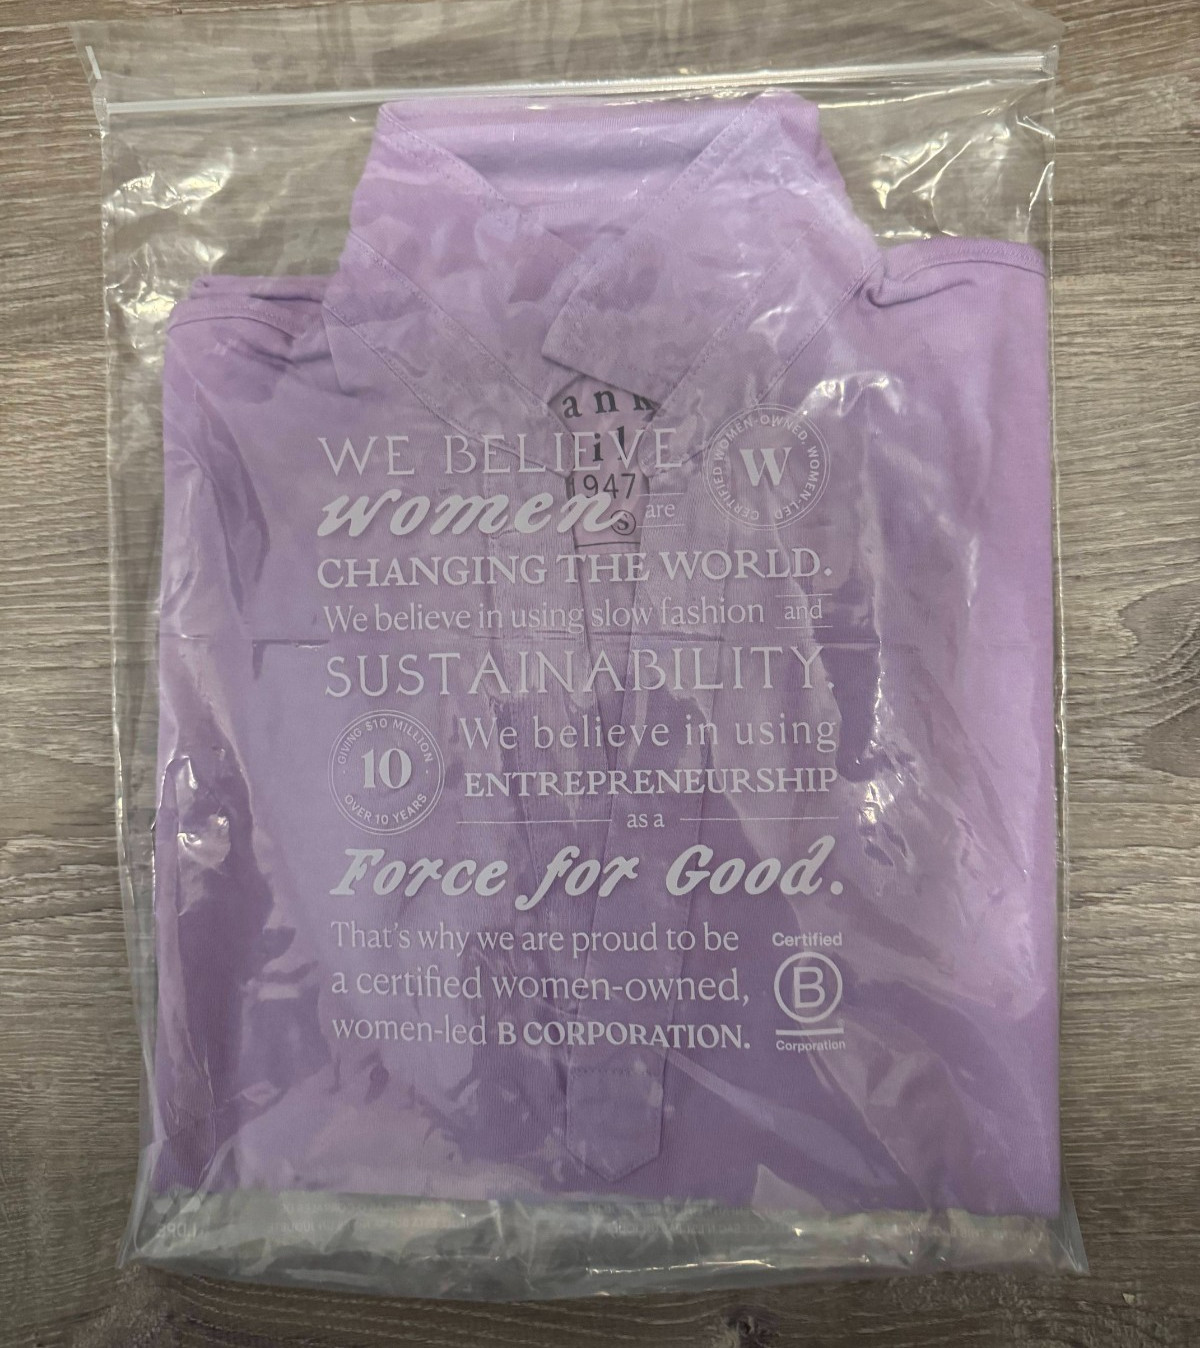 ank
il
1947
S
WE BELIEVE
women are
CHANGING THE WORLD.
We believe in using slow fashion and
SUSTAINABILITY.
We believe in using
ENTREPRENEURSHIP
as a
Force for Good.
That's why we are proud to be
a certified women-owned,
women-led B CORPORATION.
CERTIFIED WOMEN-OWNED, WOMEN-LED
W
GIVING $10 MILLION
10
OVER 10 YEARS
Certified
B
Corporation